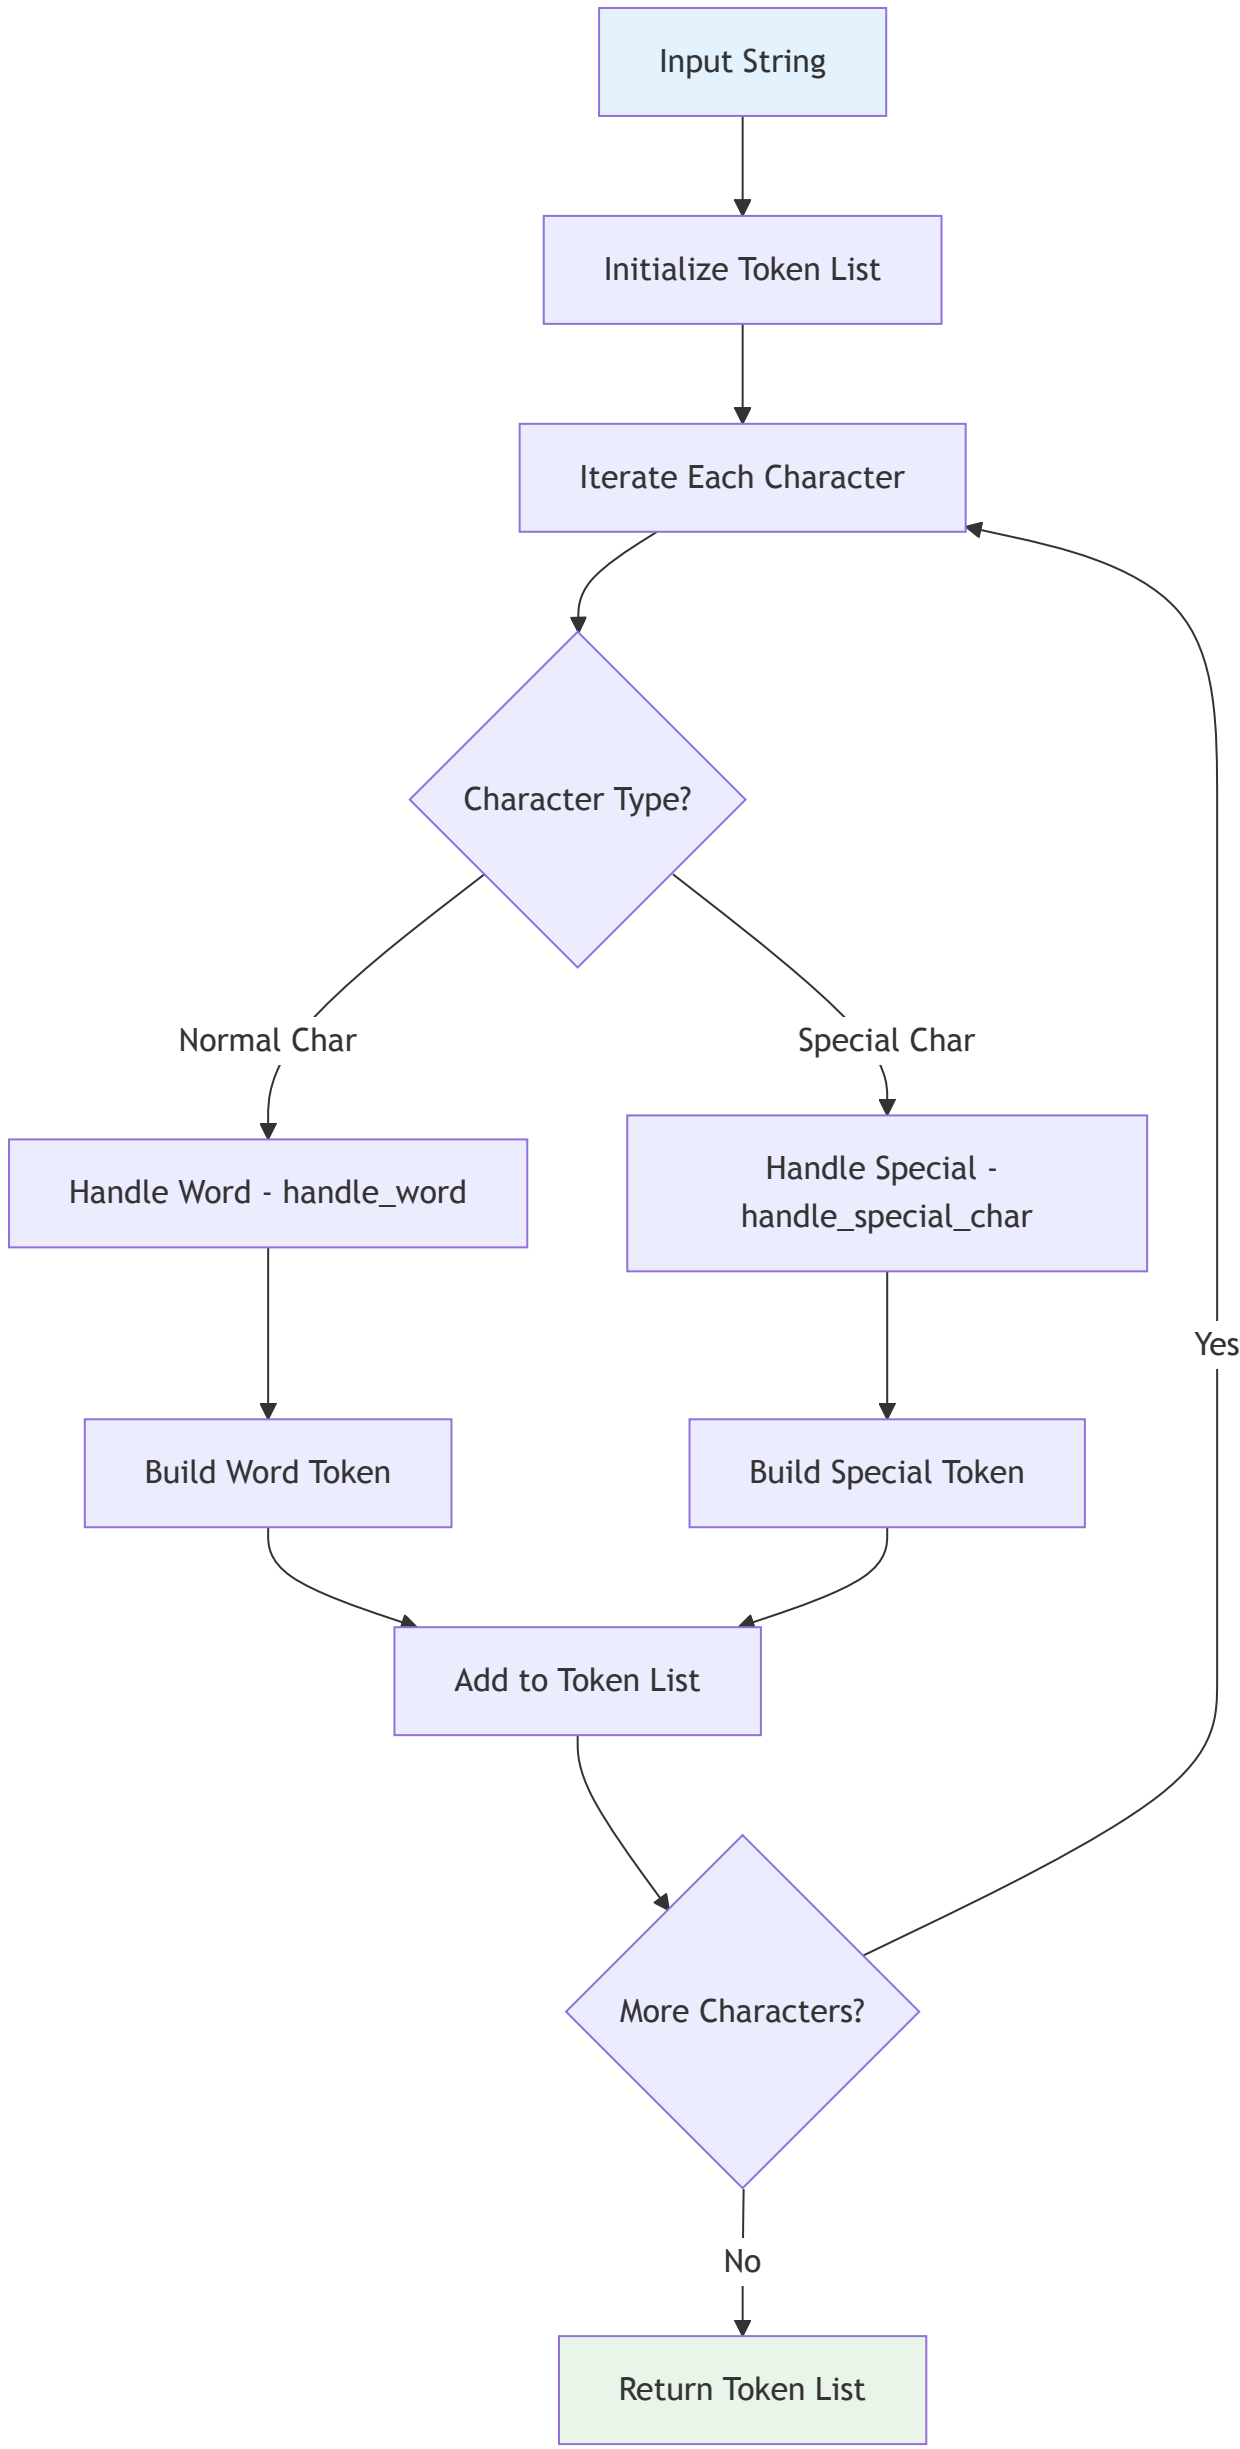 Input String
Initialize Token List
Iterate Each Character
Character Type?
Normal Char
Special Char
Handle Word - handle_word
Handle Special -
handle_special_char
Yes
Build Word Token
Build Special Token
Add to Token List
More Characters?
No
Return Token List